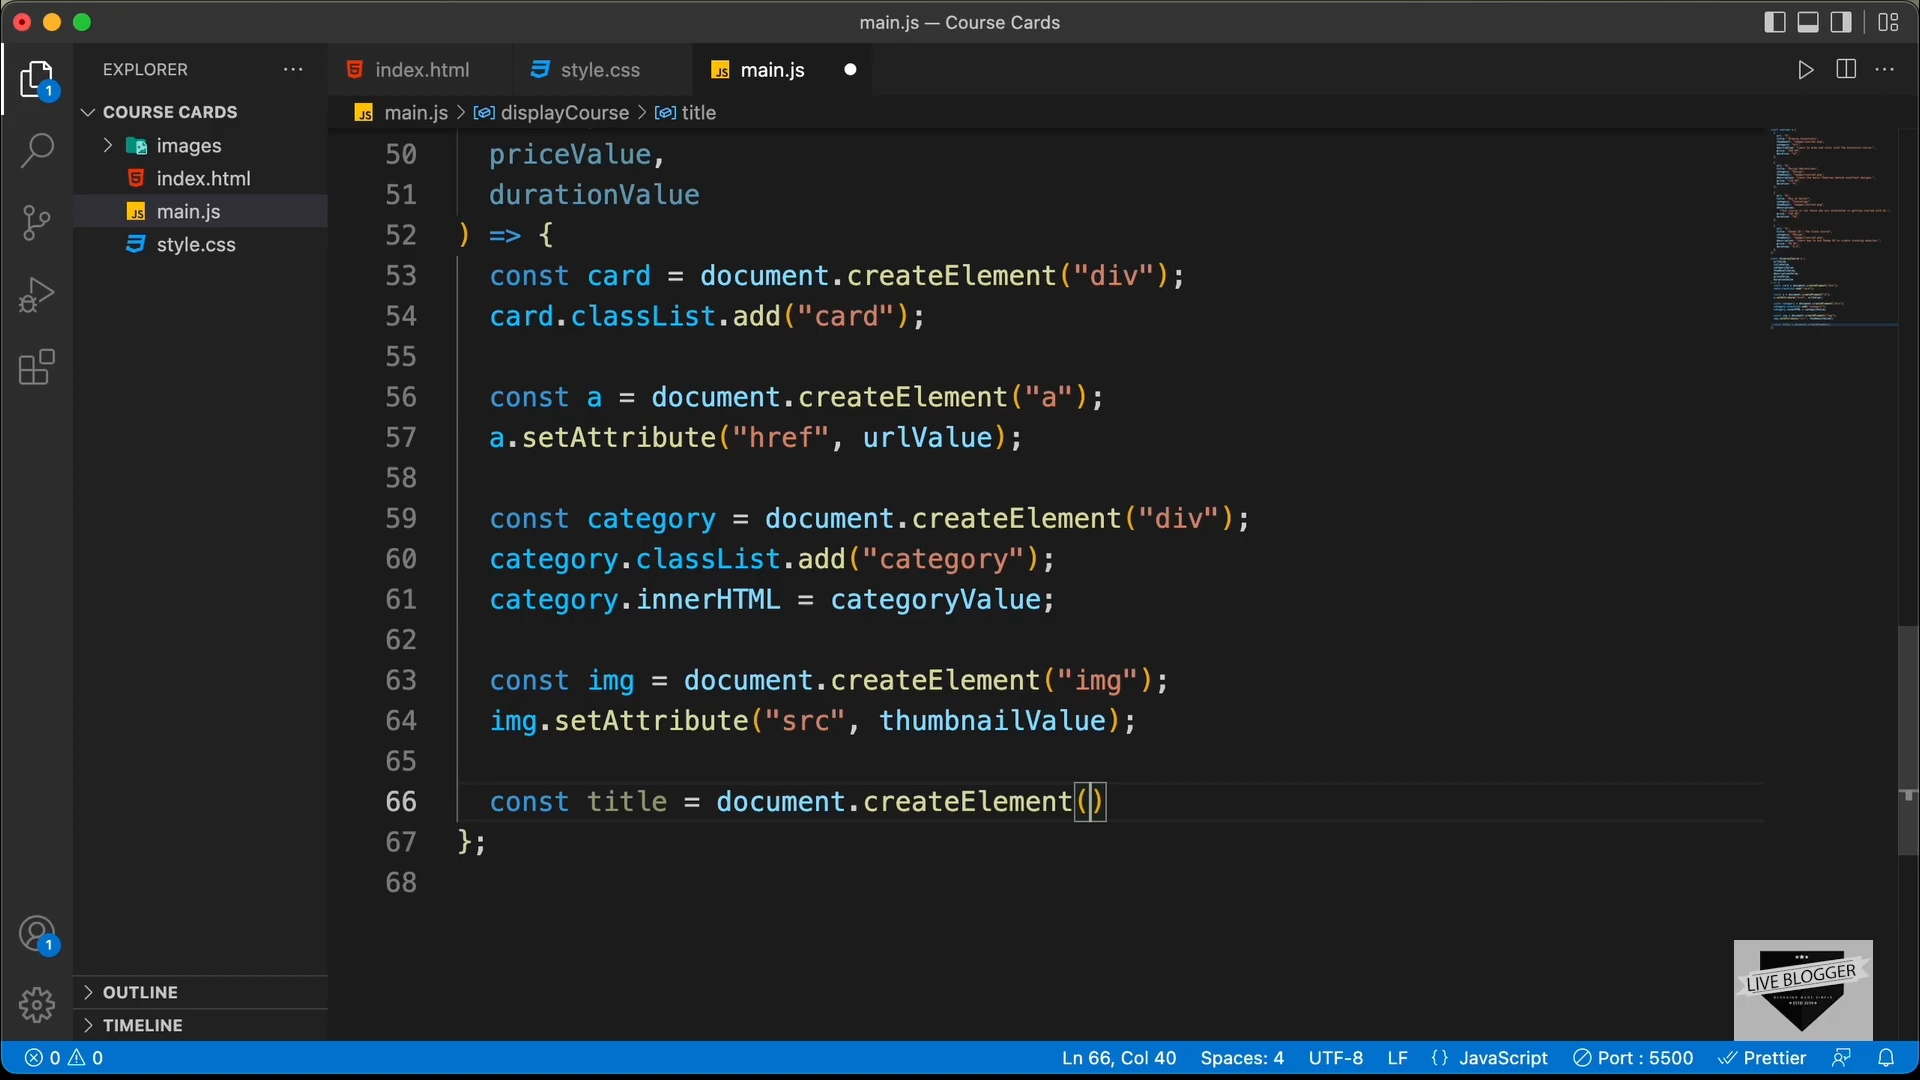 main.js — Course Cards
EXPLORER
index.html
style.css
main.js
COURSE CARDS
main.js > displayCourse > title
images
index.html
main.js
style.css
50 priceValue,
51 durationValue
52 ) => {
53 const card = document.createElement("div");
54 card.classList.add("card");
55
56 const a = document.createElement("a");
57 a.setAttribute("href", urlValue);
58
59 const category = document.createElement("div");
60 category.classList.add("category");
61 category.innerHTML = categoryValue;
62
63 const img = document.createElement("img");
64 img.setAttribute("src", thumbnailValue);
65
66 const title = document.createElement()
67 };
68
1
1
OUTLINE
TIMELINE
LIVE BLOGGER
0 0 Ln 66, Col 40 Spaces: 4 UTF-8 LF {} JavaScript Port : 5500 Prettier